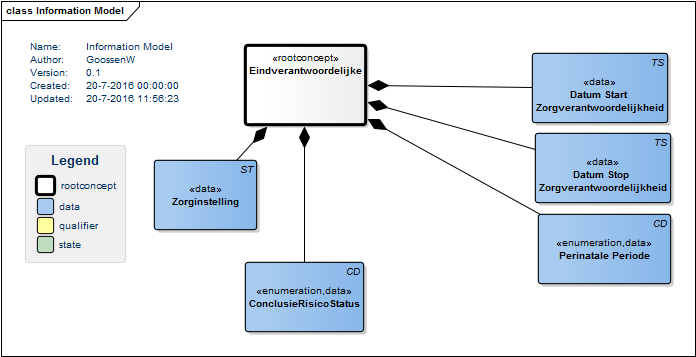 class Information Model
Name: Information Model
Author: GoossenW
Version: 0.1
Created: 20-7-2016 00:00:00
Updated: 20-7-2016 11:56:23
Legend
rootconcept
data
qualifier
state
«rootconcept»
Eindverantwoordelijke
TS
«data»
Datum Start
Zorgverantwoordelijkheid
TS
«data»
Datum Stop
Zorgverantwoordelijkheid
CD
«enumeration,data»
Perinatale Periode
ST
«data»
Zorginstelling
CD
«enumeration,data»
ConclusieRisicoStatus